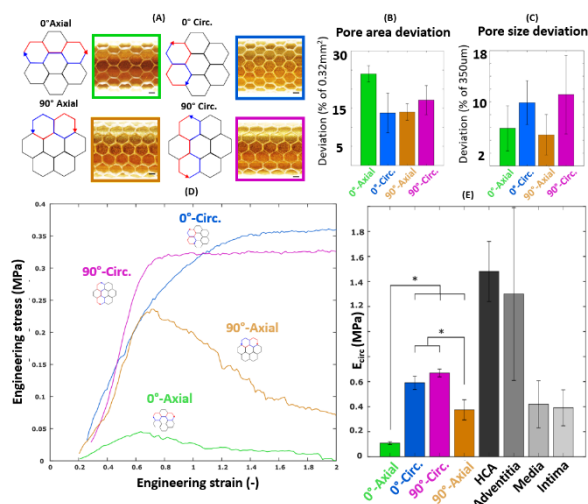 (A)
0°Axial
0° Circ.
90° Axial
90° Circ.
(B)
Pore area deviation
Deviation (% of 0.32mm²)
30
25
15
5
0
0°-Axial
0°-Circ.
90°-Axial
90°-Circ.
(C)
Pore size deviation
Deviation (% of 350um)
18
10
2
0°-Axial
0°-Circ.
90°-Axial
90°-Circ.
(D)
Engineering stress (MPa)
0.4
0.35
0.3
0.25
0.2
0.15
0.1
0.05
0
0°-Circ.
90°-Circ.
90°-Axial
0°-Axial
0
0.2
0.4
0.6
0.8
1
1.2
1.4
1.6
1.8
2
Engineering strain (-)
(E)
E circ (MPa)
2
1.8
1.6
1.4
1.2
1
0.8
0.6
0.4
0.2
0
*
*
0°-Axial
0°-Circ.
90°-Circ.
90°-Axial
HCA
Adventitia
Media
Intima